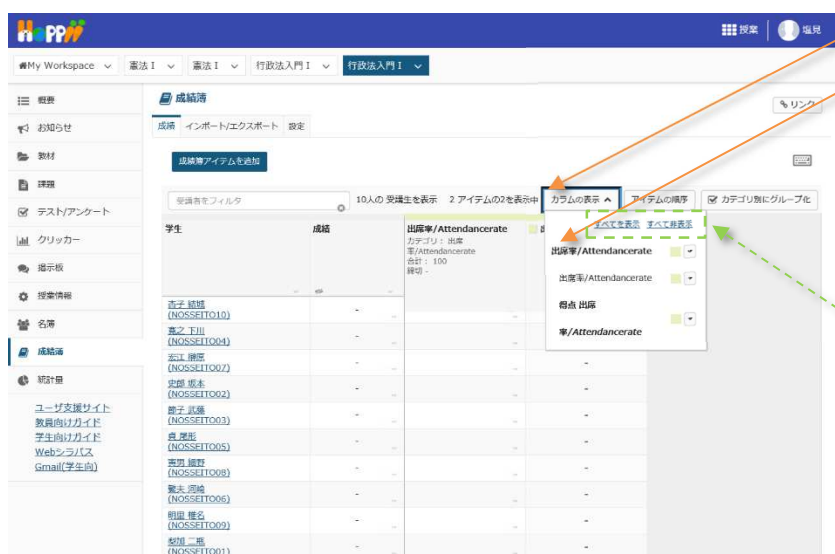 HoppII
授業
塩見
My Workspace
憲法 I
憲法 I
行政法入門 I
行政法入門 I
概要
お知らせ
教材
課題
テスト/アンケート
クリッカー
掲示板
授業情報
名簿
成績簿
統計量
ユーザ支援サイト
教員向けガイド
学生向けガイド
Webシラバス
Gmail(学生向)
成績簿
リンク
成績 インポート/エクスポート 設定
成績簿アイテムを追加
受講者をフィルタ
10人の 受講生を表示 2 アイテムの2を表示中
カラムの表示
アイテムの順序
カテゴリ別にグループ化
すべてを表示 すべて非表示
出席率/Attendancerate
出席率/Attendancerate
得点 出席
率/Attendancerate
学生
成績
出席率/Attendancerate
カテゴリ: 出席
率/Attendancerate
合計: 100
締切 -
杏子 結城
(NOSSEITO10)
-
寛之 下川
(NOSSEITO04)
-
宏江 榊原
(NOSSEITO07)
- -
史郎 坂本
(NOSSEITO02)
- -
節子 武藤
(NOSSEITO03)
- -
貞 尾形
(NOSSEITO05)
- -
憲男 細野
(NOSSEITO08)
- -
河崎
(NOSSEITO06)
- -
明里 椎名
(NOSSEITO09)
- -
梨加 二瓶
(NOSSEITO01)
- -